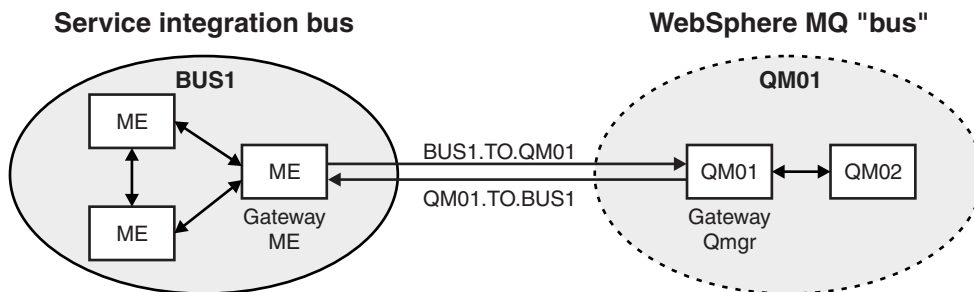 Service integration bus
WebSphere MQ "bus"
BUS1
QM01
ME
ME
ME
Gateway
ME
BUS1.TO.QM01
QM01.TO.BUS1
QM01
QM02
Gateway
Qmgr